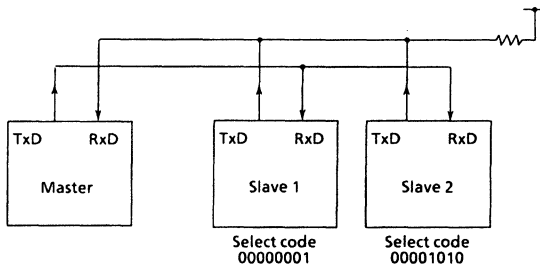 TxD RxD
Master
TxD RxD
Slave 1
Select code
00000001
TxD RxD
Slave 2
Select code
00001010